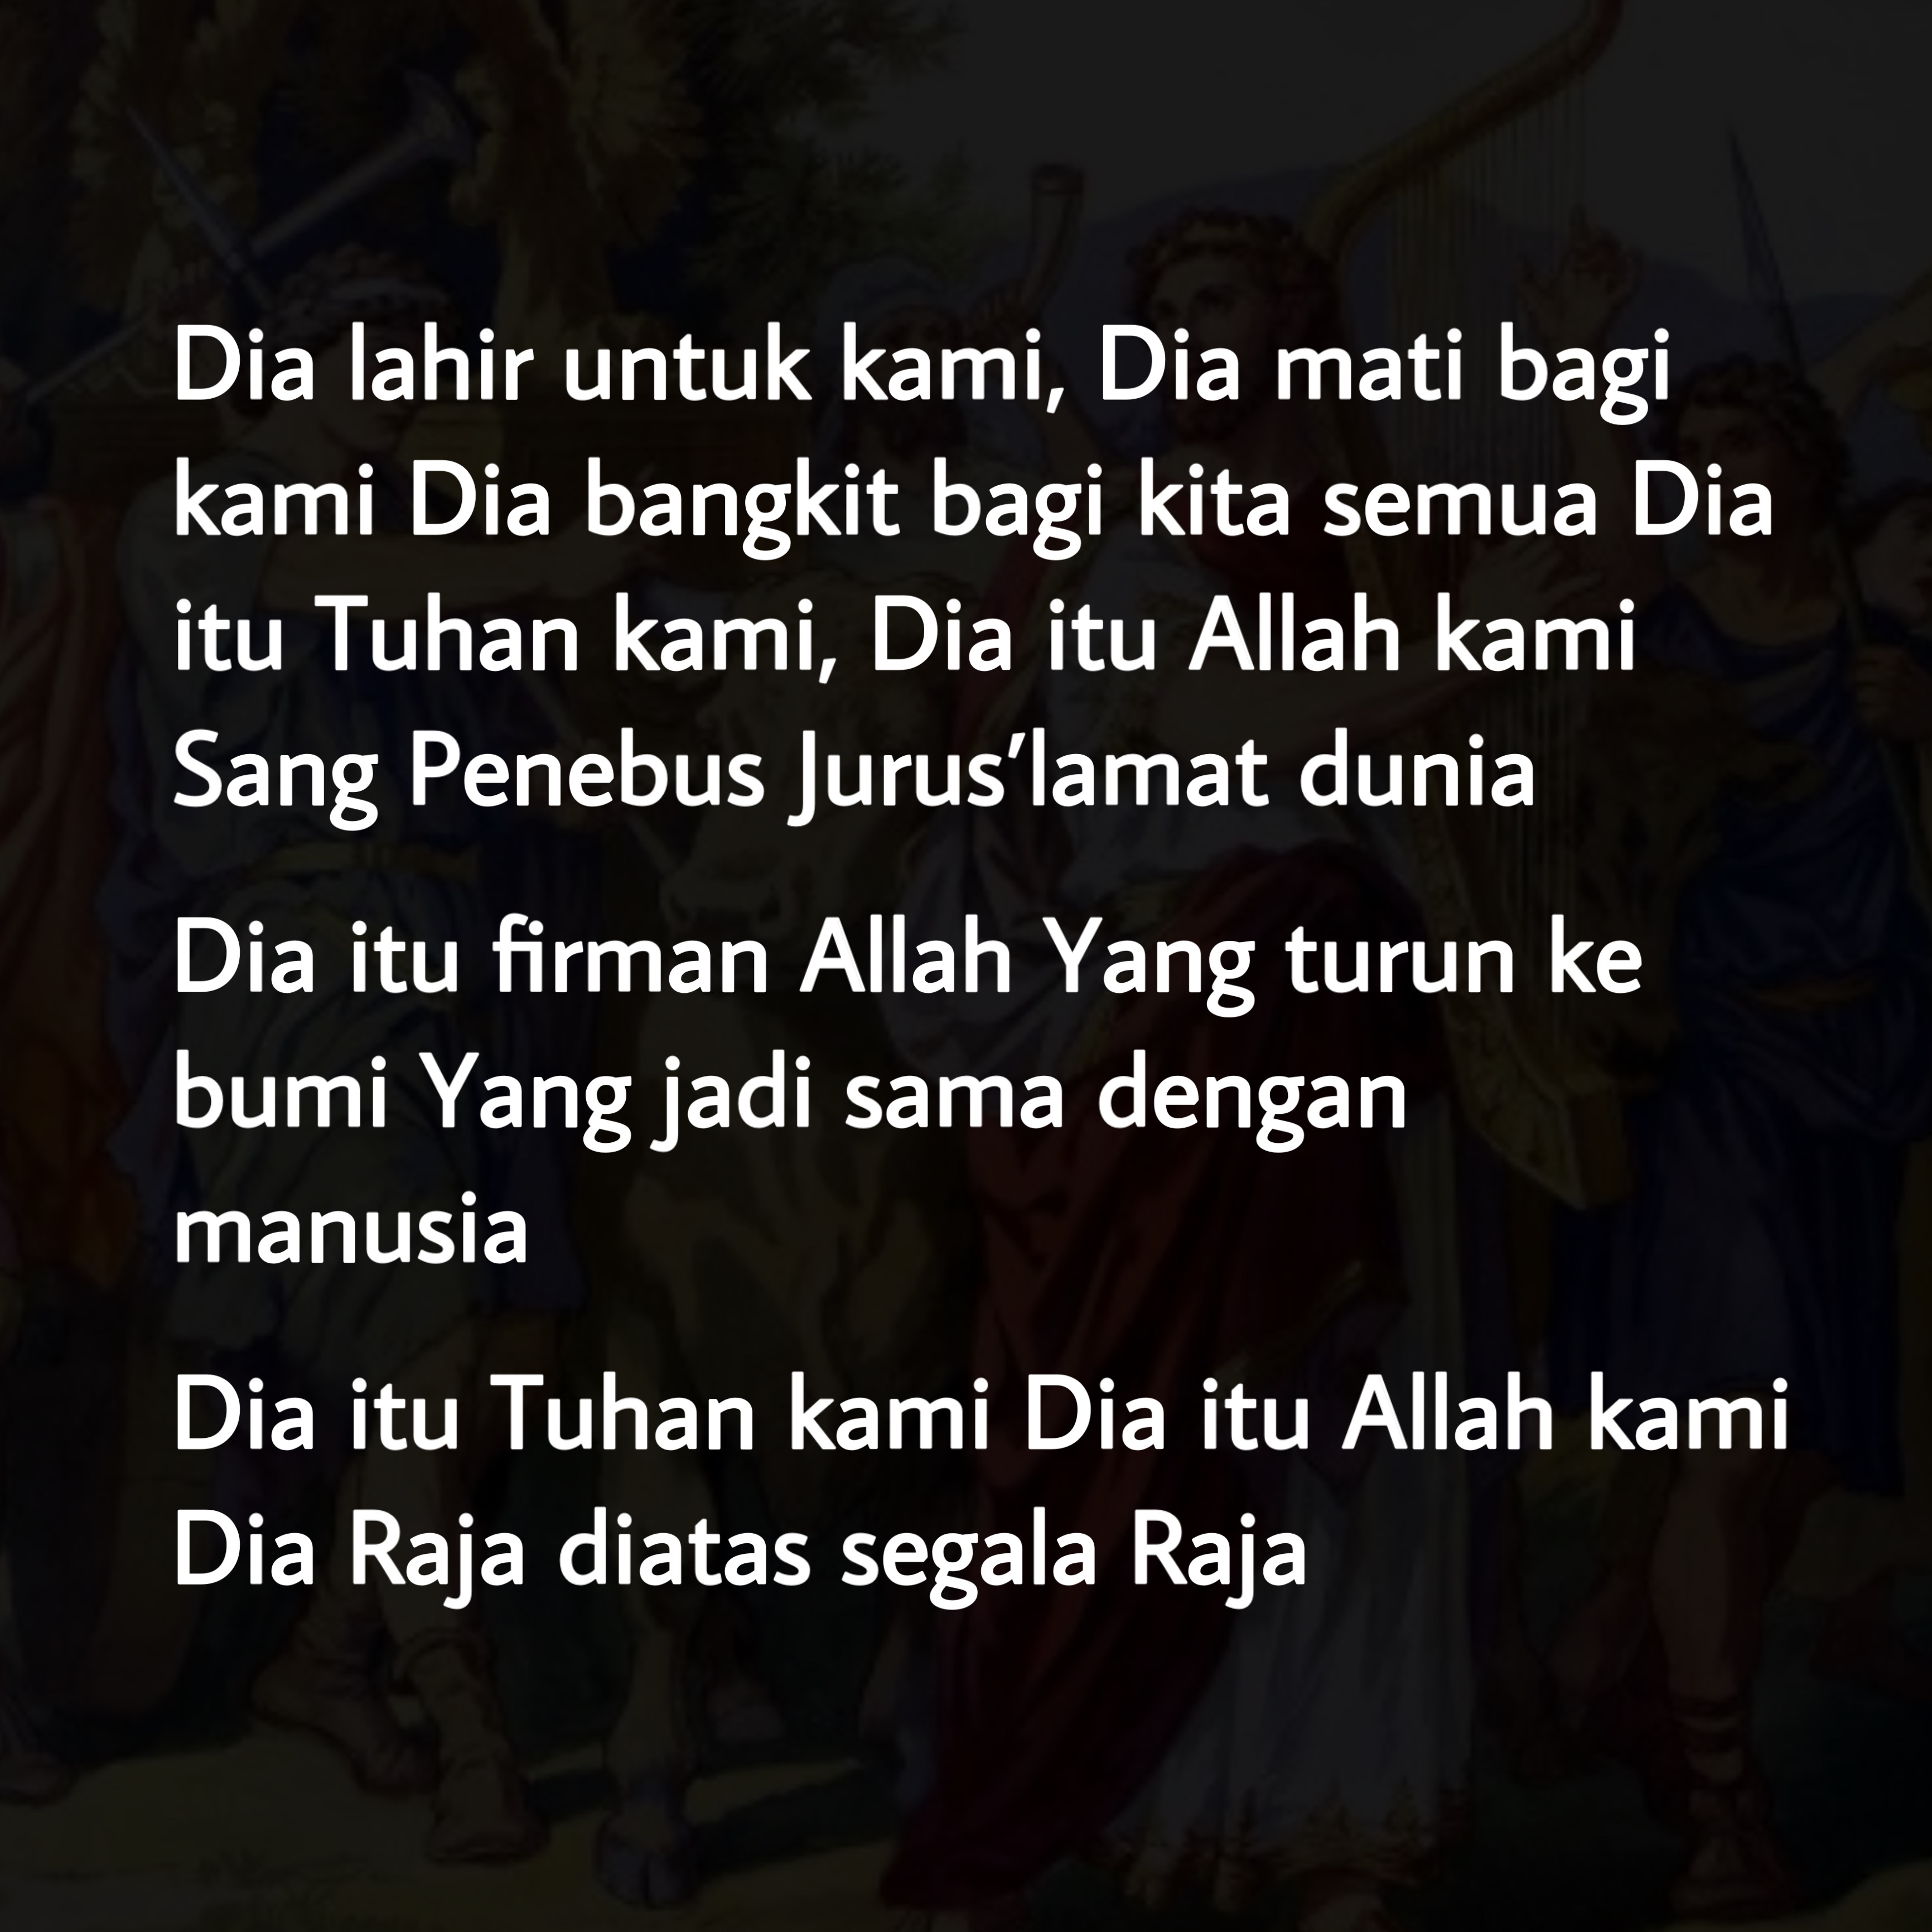 Dia lahir untuk kami, Dia mati bagi
kami Dia bangkit bagi kita semua Dia
itu Tuhan kami, Dia itu Allah kami
Sang Penebus Jurus’lamat dunia
Dia itu firman Allah Yang turun ke
bumi Yang jadi sama dengan
manusia
Dia itu Tuhan kami Dia itu Allah kami
Dia Raja diatas segala Raja